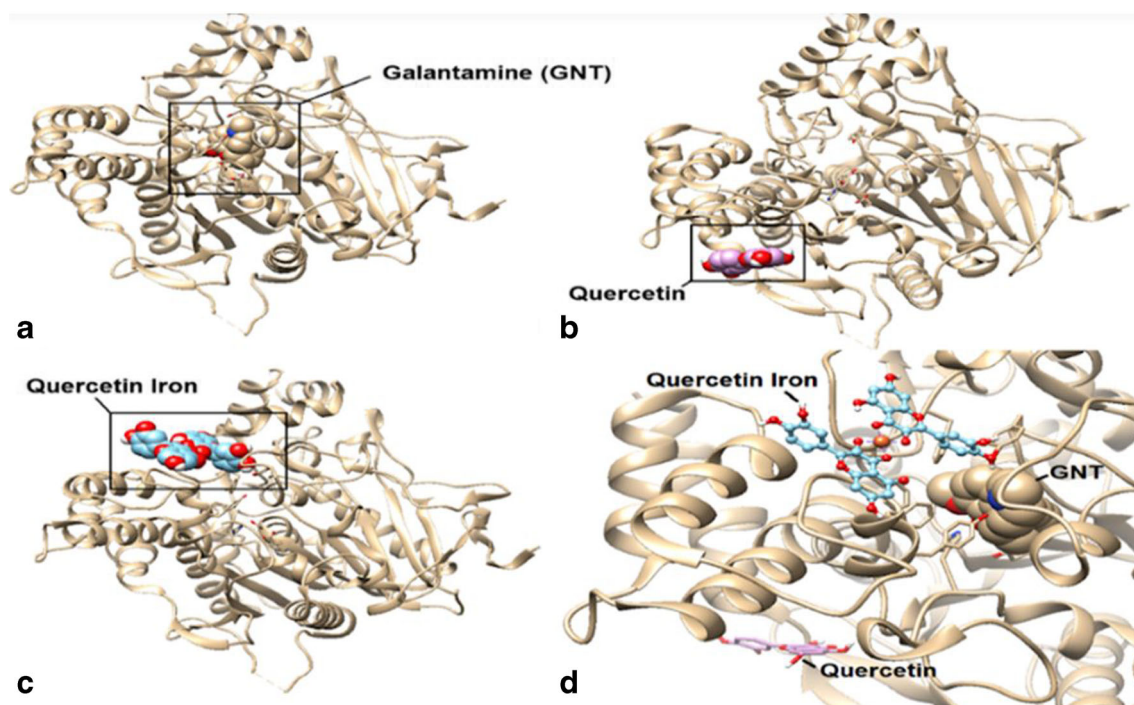 Galantamine (GNT)
a
Quercetin
b
Quercetin Iron
c
Quercetin Iron
GNT
Quercetin
d